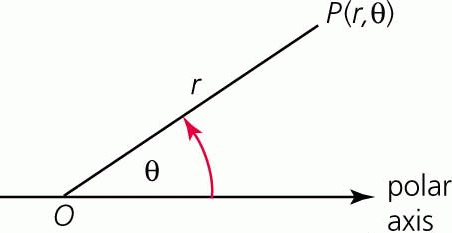 P(r,θ)
r
θ
O
polar
axis